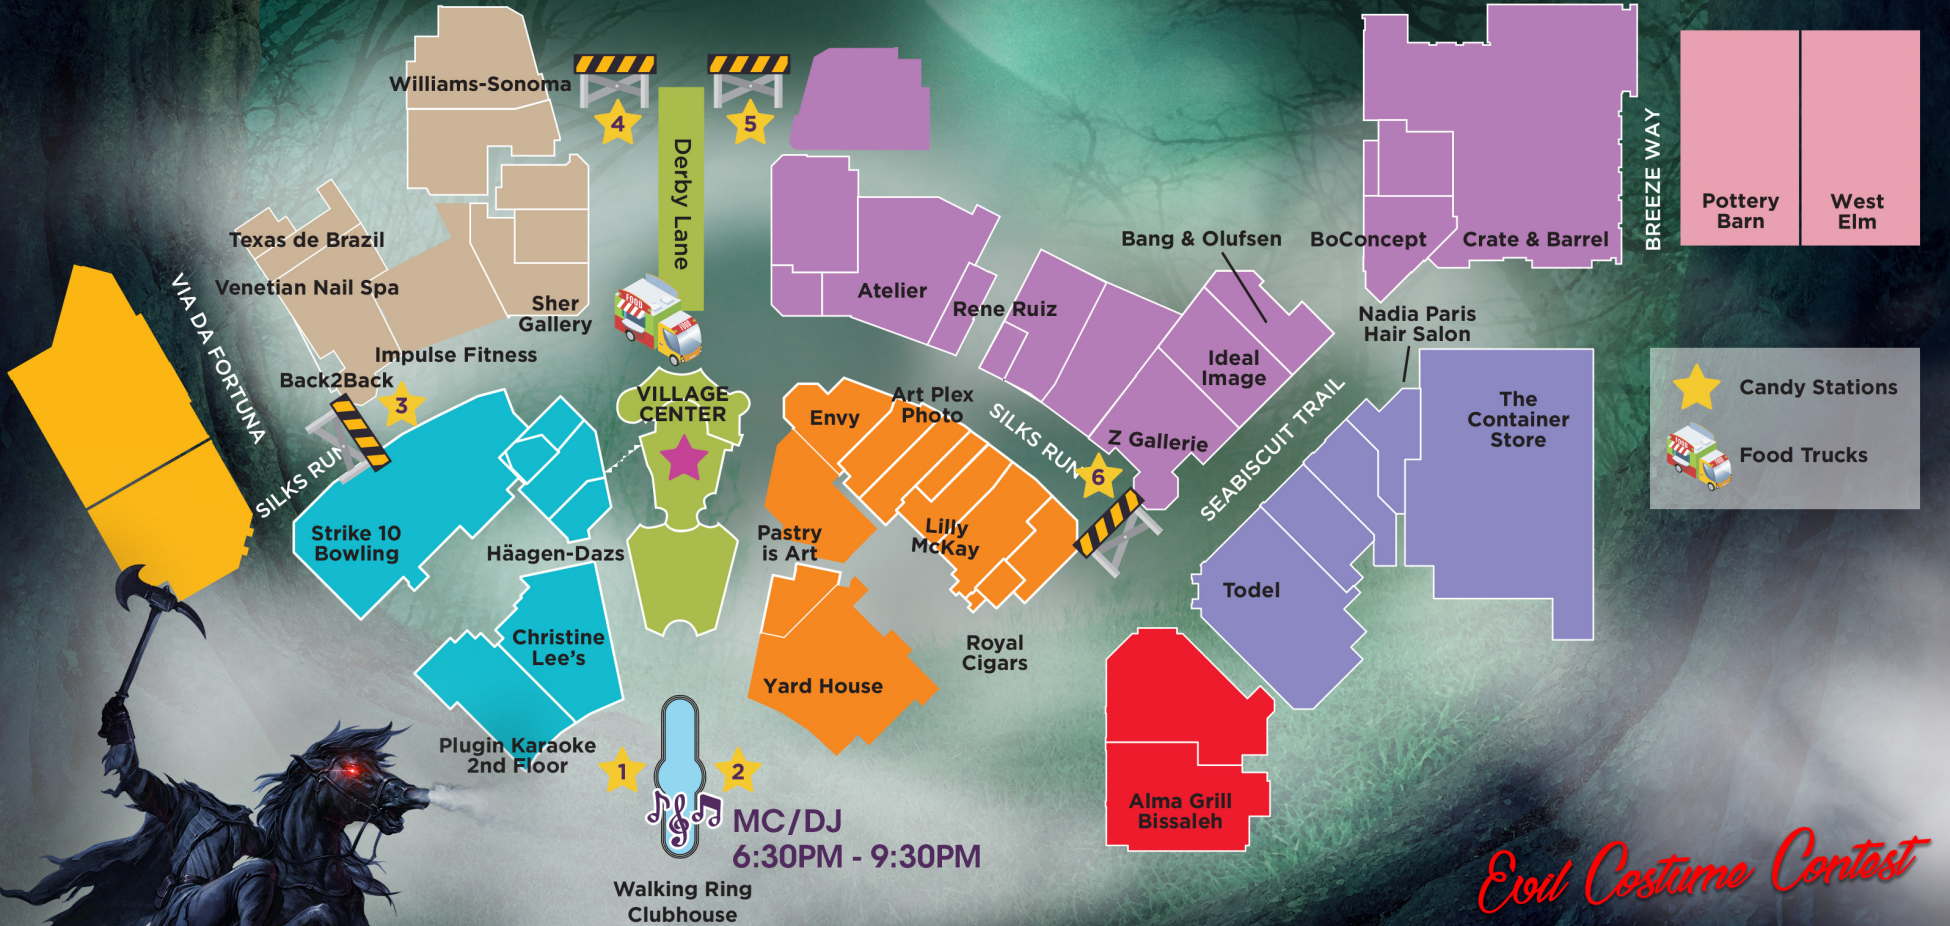 Williams-Sonoma
4
5
Derby Lane
Texas de Brazil
Venetian Nail Spa
VIA DA FORTUNA
Sher
Gallery
Impulse Fitness
Back2Back
3
SILKS RUN
FOOD
FOOD
Atelier
Rene Ruiz
Bang & Olufsen
BoConcept
Crate & Barrel
BREEZE WAY
Pottery
Barn
West
Elm
Nadia Paris
Hair Salon
Ideal
Image
Z Gallerie
SILKS RUN
6
SEABISCUIT TRAIL
The
Container
Store
Candy Stations
FOOD
FOOD
Food Trucks
VILLAGE
CENTER
Envy
Art Plex
Photo
Strike 10
Bowling
Häagen-Dazs
Pastry
is Art
Lilly
McKay
Todel
Christine
Lee's
Royal
Cigars
Yard House
Plugin Karaoke
2nd Floor
1
2
MC/DJ
6:30PM - 9:30PM
Walking Ring
Clubhouse
Alma Grill
Bissaleh
Evil Costume Contest